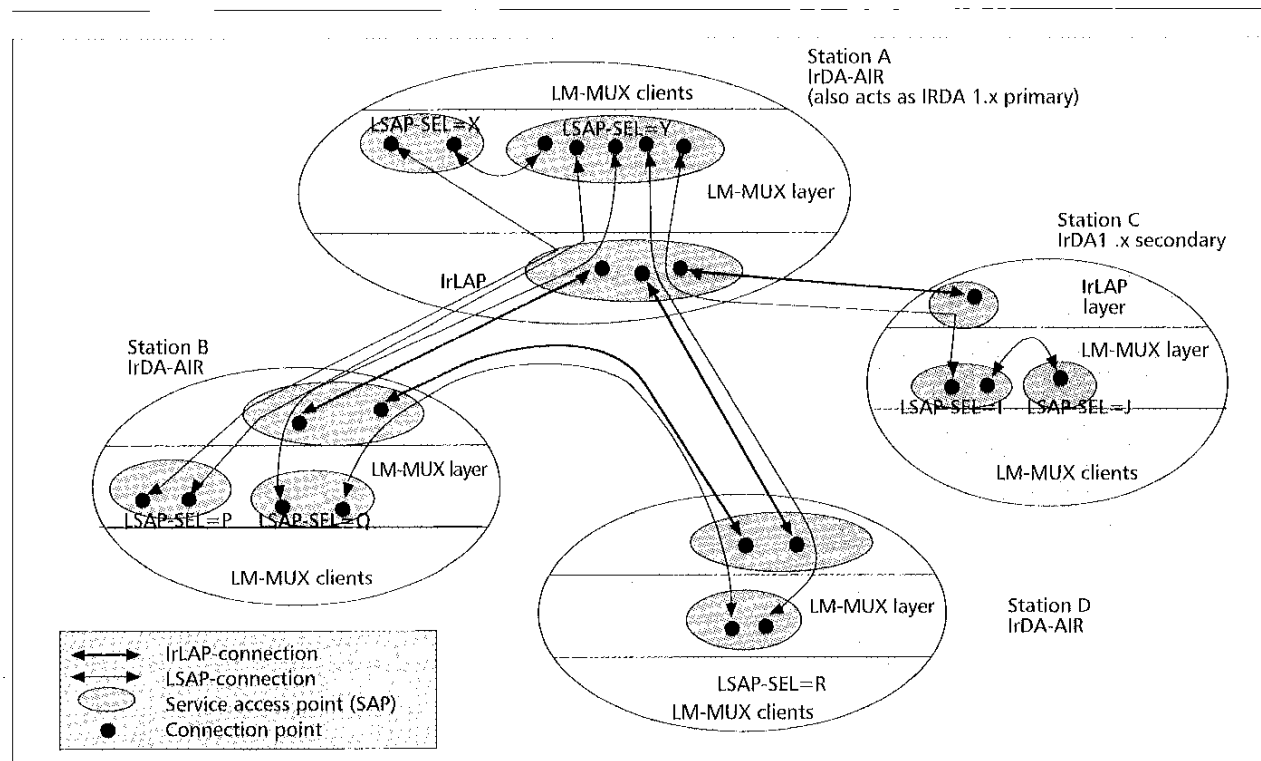 Station A
IrDA-AIR
(also acts as IRDA 1.x primary)
LM-MUX clients
LSAP-SEL=X
LSAP-SEL=Y
LM-MUX layer
IrLAP
Station C
IrDA1 .x secondary
IrLAP
layer
LM-MUX layer
LSAP-SEL=I
LSAP-SEL=J
LM-MUX clients
Station B
IrDA-AIR
LM-MUX layer
LSAP-SEL=P
LSAP-SEL=Q
LM-MUX clients
LM-MUX layer
LSAP-SEL=R
LM-MUX clients
Station D
IrDA-AIR
IrLAP-connection
LSAP-connection
Service access point (SAP)
Connection point